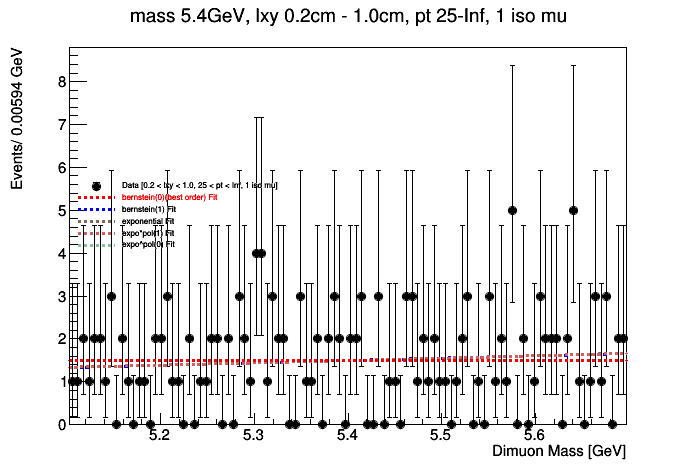 mass 5.4GeV, lxy 0.2cm - 1.0cm, pt 25-Inf, 1 iso mu
Events/ 0.00594 GeV
8
7
6
5
4
3
2
1
0
Data [0.2 < lxy < 1.0, 25 < pt < Inf, 1 iso mu]
bernstein(0)(best order) Fit
bernstein(1) Fit
exponential Fit
expo*pol(1) Fit
expo^pol(0) Fit
5.2 5.3 5.4 5.5 5.6
Dimuon Mass [GeV]